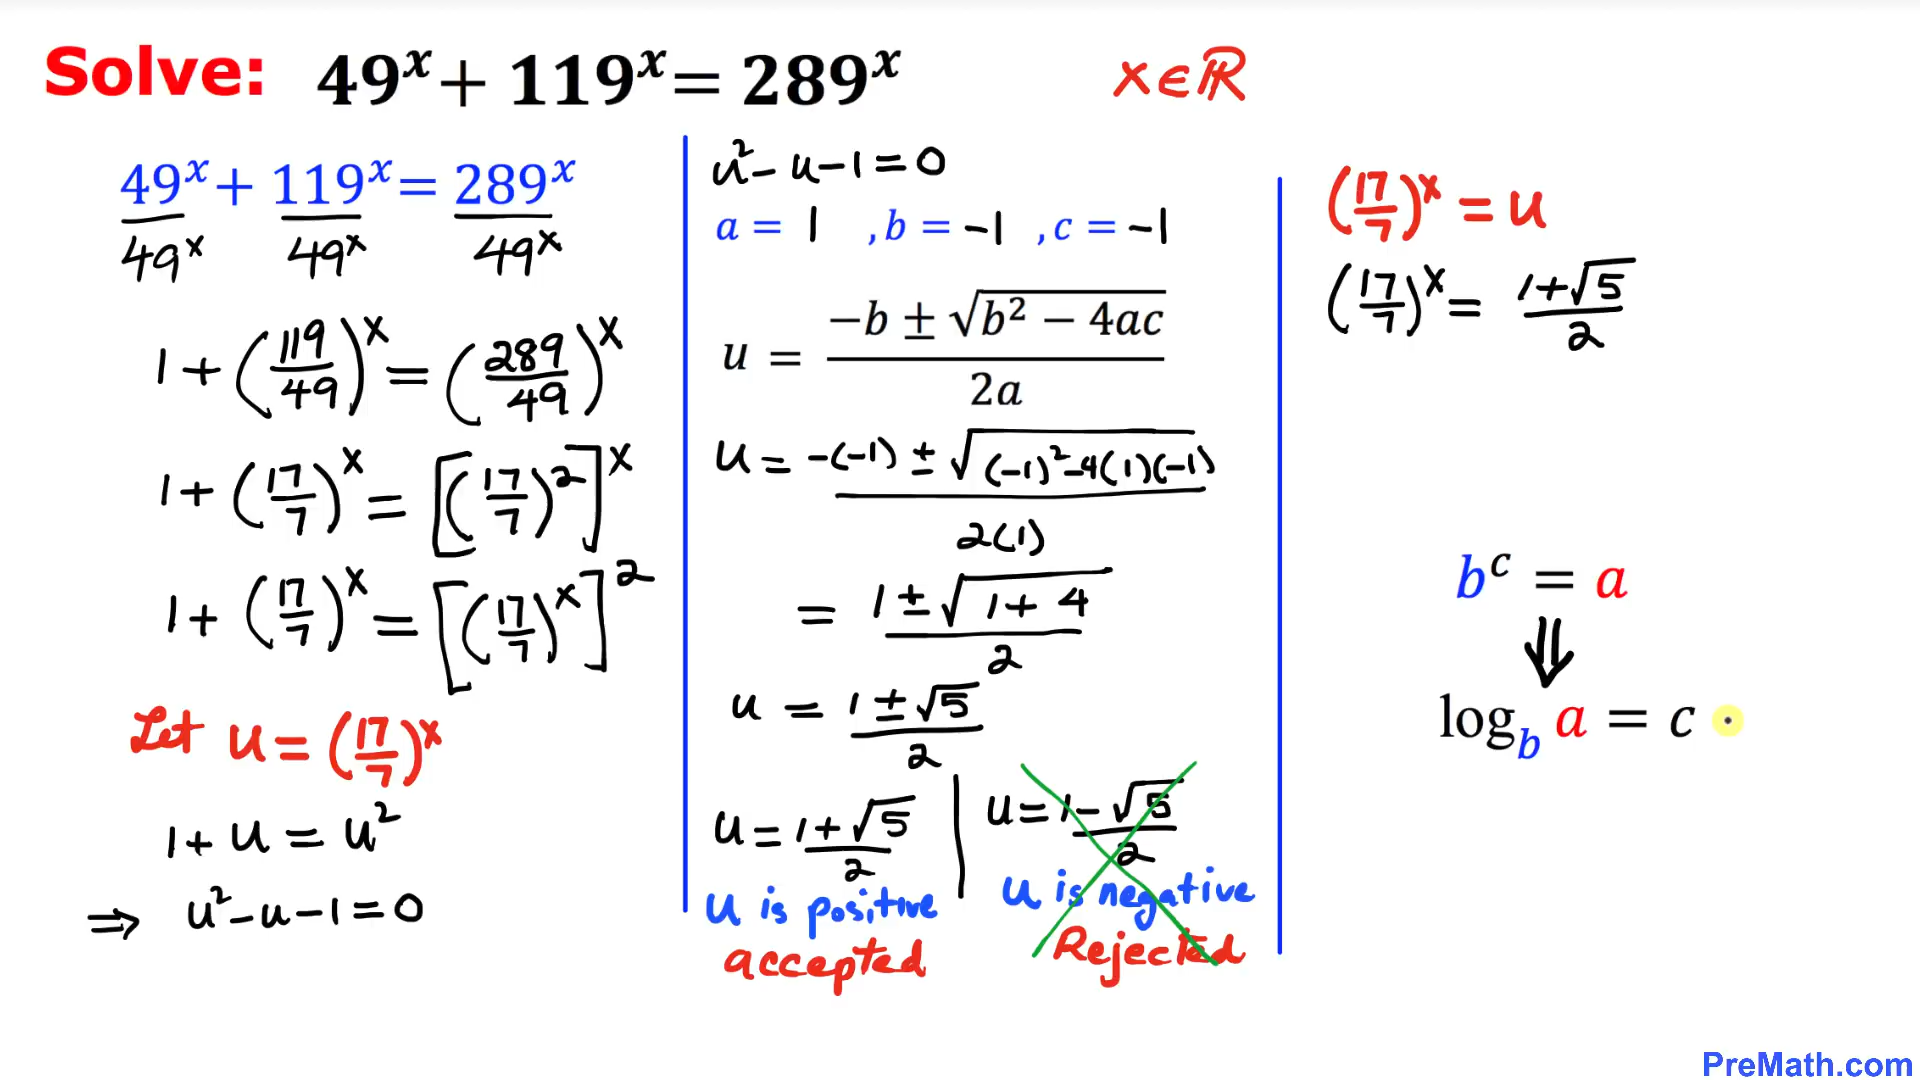 Solve: 49^x + 119^x = 289^x
x ∈ ℝ
49^x + 119^x = 289^x
49^x 49^x 49^x
1 + (119/49)^x = (289/49)^x
1 + (17/7)^x = [(17/7)^2]^x
1 + (17/7)^x = [(17/7)^x]^2
Let u = (17/7)^x
1 + u = u^2
⇒ u^2 - u - 1 = 0
u^2 - u - 1 = 0
a = 1 , b = -1 , c = -1
u = (-b ± √(b^2 - 4ac))/2a
u = (-(-1) ± √((-1)^2 - 4(1)(-1)))/2(1)
= (1 ± √(1 + 4))/2
u = (1 ± √5)/2
u = (1 + √5)/2
u is positive
accepted
u = (1 - √5)/2
u is negative
Rejected
(17/7)^x = u
(17/7)^x = (1 + √5)/2
b^c = a
⇓
log_b a = c
PreMath.com